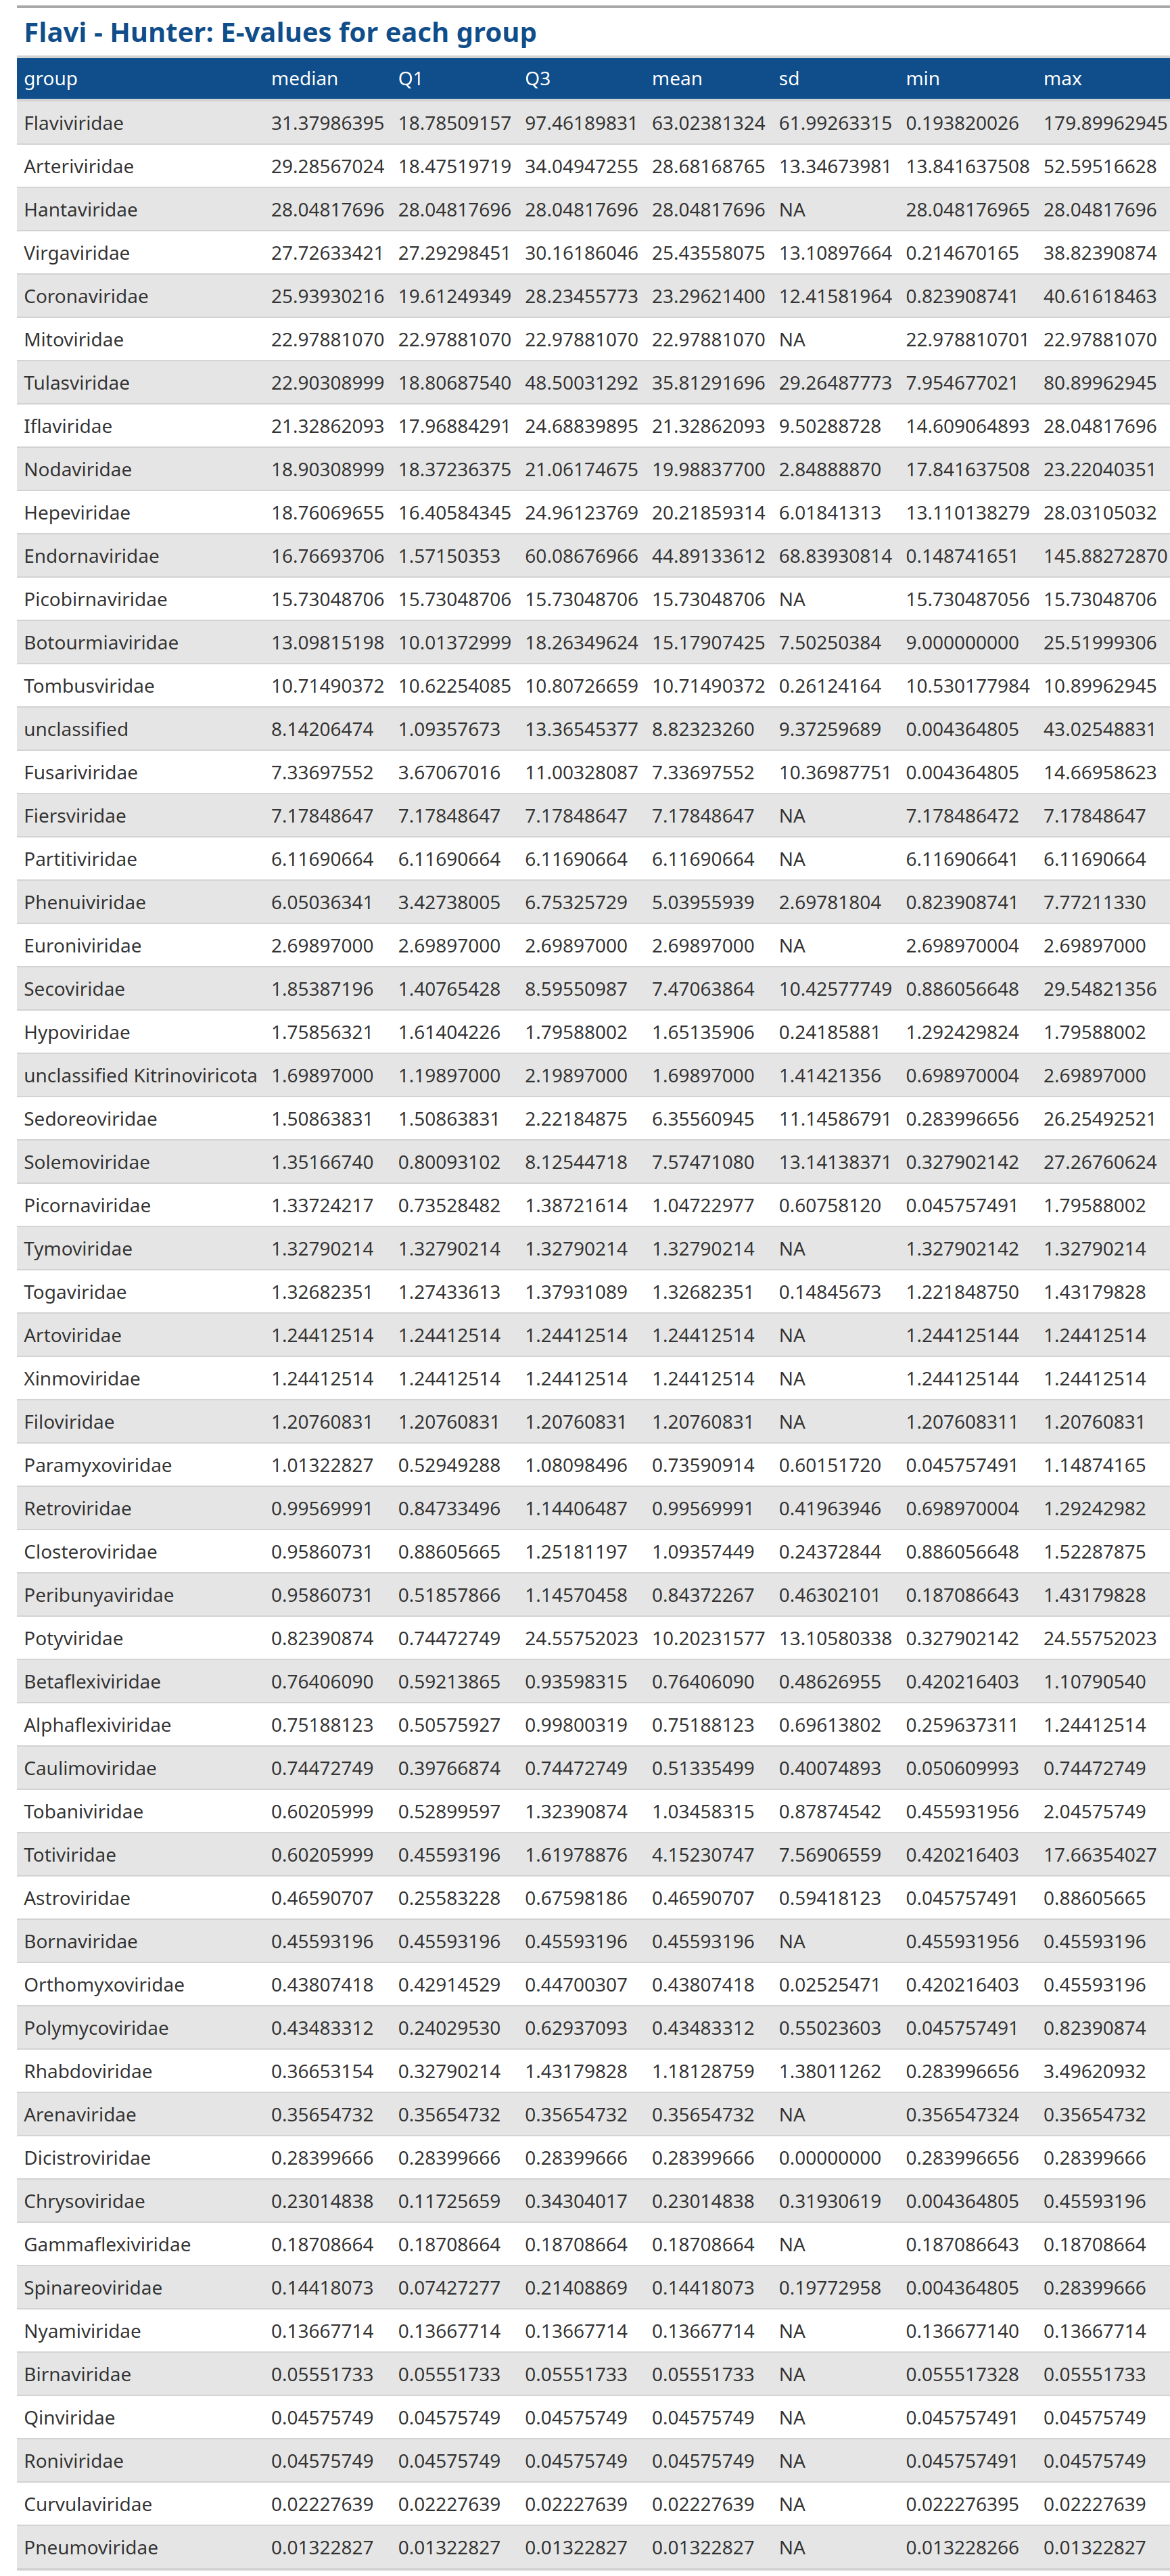 Flavi - Hunter: E-values for each group
group median Q1 Q3 mean sd min max
Flaviviridae 31.37986395 18.78509157 97.46189831 63.02381324 61.99263315 0.193820026 179.89962945
Arteriviridae 29.28567024 18.47519719 34.04947255 28.68168765 13.34673981 13.841637508 52.59516628
Hantaviridae 28.04817696 28.04817696 28.04817696 28.04817696 NA 28.048176965 28.04817696
Virgaviridae 27.72633421 27.29298451 30.16186046 25.43558075 13.10897664 0.214670165 38.82390874
Coronaviridae 25.93930216 19.61249349 28.23455773 23.29621400 12.41581964 0.823908741 40.61618463
Mitoviridae 22.97881070 22.97881070 22.97881070 22.97881070 NA 22.978810701 22.97881070
Tulasviridae 22.90308999 18.80687540 48.50031292 35.81291696 29.26487773 7.954677021 80.89962945
Iflaviridae 21.32862093 17.96884291 24.68839895 21.32862093 9.50288728 14.609064893 28.04817696
Nodaviridae 18.90308999 18.37236375 21.06174675 19.98837700 2.84888870 17.841637508 23.22040351
Hepeviridae 18.76069655 16.40584345 24.96123769 20.21859314 6.01841313 13.110138279 28.03105032
Endornaviridae 16.76693706 1.57150353 60.08676966 44.89133612 68.83930814 0.148741651 145.88272870
Picobirnaviridae 15.73048706 15.73048706 15.73048706 15.73048706 NA 15.730487056 15.73048706
Botourmiaviridae 13.09815198 10.01372999 18.26349624 15.17907425 7.50250384 9.000000000 25.51999306
Tombusviridae 10.71490372 10.62254085 10.80726659 10.71490372 0.26124164 10.530177984 10.89962945
unclassified 8.14206474 1.09357673 13.36545377 8.82323260 9.37259689 0.004364805 43.02548831
Fusariviridae 7.33697552 3.67067016 11.00328087 7.33697552 10.36987751 0.004364805 14.66958623
Fiersviridae 7.17848647 7.17848647 7.17848647 7.17848647 NA 7.178486472 7.17848647
Partitiviridae 6.11690664 6.11690664 6.11690664 6.11690664 NA 6.116906641 6.11690664
Phenuiviridae 6.05036341 3.42738005 6.75325729 5.03955939 2.69781804 0.823908741 7.77211330
Euroniviridae 2.69897000 2.69897000 2.69897000 2.69897000 NA 2.698970004 2.69897000
Secoviridae 1.85387196 1.40765428 8.59550987 7.47063864 10.42577749 0.886056648 29.54821356
Hypoviridae 1.75856321 1.61404226 1.79588002 1.65135906 0.24185881 1.292429824 1.79588002
unclassified Kitrinoviricota 1.69897000 1.19897000 2.19897000 1.69897000 1.41421356 0.698970004 2.69897000
Sedoreoviridae 1.50863831 1.50863831 2.22184875 6.35560945 11.14586791 0.283996656 26.25492521
Solemoviridae 1.35166740 0.80093102 8.12544718 7.57471080 13.14138371 0.327902142 27.26760624
Picornaviridae 1.33724217 0.73528482 1.38721614 1.04722977 0.60758120 0.045757491 1.79588002
Tymoviridae 1.32790214 1.32790214 1.32790214 1.32790214 NA 1.327902142 1.32790214
Togaviridae 1.32682351 1.27433613 1.37931089 1.32682351 0.14845673 1.221848750 1.43179828
Artoviridae 1.24412514 1.24412514 1.24412514 1.24412514 NA 1.244125144 1.24412514
Xinmoviridae 1.24412514 1.24412514 1.24412514 1.24412514 NA 1.244125144 1.24412514
Filoviridae 1.20760831 1.20760831 1.20760831 1.20760831 NA 1.207608311 1.20760831
Paramyxoviridae 1.01322827 0.52949288 1.08098496 0.73590914 0.60151720 0.045757491 1.14874165
Retroviridae 0.99569991 0.84733496 1.14406487 0.99569991 0.41963946 0.698970004 1.29242982
Closteroviridae 0.95860731 0.88605665 1.25181197 1.09357449 0.24372844 0.886056648 1.52287875
Peribunyaviridae 0.95860731 0.51857866 1.14570458 0.84372267 0.46302101 0.187086643 1.43179828
Potyviridae 0.82390874 0.74472749 24.55752023 10.20231577 13.10580338 0.327902142 24.55752023
Betaflexiviridae 0.76406090 0.59213865 0.93598315 0.76406090 0.48626955 0.420216403 1.10790540
Alphaflexiviridae 0.75188123 0.50575927 0.99800319 0.75188123 0.69613802 0.259637311 1.24412514
Caulimoviridae 0.74472749 0.39766874 0.74472749 0.51335499 0.40074893 0.050609993 0.74472749
Tobaniviridae 0.60205999 0.52899597 1.32390874 1.03458315 0.87874542 0.455931956 2.04575749
Totiviridae 0.60205999 0.45593196 1.61978876 4.15230747 7.56906559 0.420216403 17.66354027
Astroviridae 0.46590707 0.25583228 0.67598186 0.46590707 0.59418123 0.045757491 0.88605665
Bornaviridae 0.45593196 0.45593196 0.45593196 0.45593196 NA 0.455931956 0.45593196
Orthomyxoviridae 0.43807418 0.42914529 0.44700307 0.43807418 0.02525471 0.420216403 0.45593196
Polymycoviridae 0.43483312 0.24029530 0.62937093 0.43483312 0.55023603 0.045757491 0.82390874
Rhabdoviridae 0.36653154 0.32790214 1.43179828 1.18128759 1.38011262 0.283996656 3.49620932
Arenaviridae 0.35654732 0.35654732 0.35654732 0.35654732 NA 0.356547324 0.35654732
Dicistroviridae 0.28399666 0.28399666 0.28399666 0.28399666 0.00000000 0.283996656 0.28399666
Chrysoviridae 0.23014838 0.11725659 0.34304017 0.23014838 0.31930619 0.004364805 0.45593196
Gammaflexiviridae 0.18708664 0.18708664 0.18708664 0.18708664 NA 0.187086643 0.18708664
Spinareoviridae 0.14418073 0.07427277 0.21408869 0.14418073 0.19772958 0.004364805 0.28399666
Nyamiviridae 0.13667714 0.13667714 0.13667714 0.13667714 NA 0.136677140 0.13667714
Birnaviridae 0.05551733 0.05551733 0.05551733 0.05551733 NA 0.055517328 0.05551733
Qinviridae 0.04575749 0.04575749 0.04575749 0.04575749 NA 0.045757491 0.04575749
Roniviridae 0.04575749 0.04575749 0.04575749 0.04575749 NA 0.045757491 0.04575749
Curvulaviridae 0.02227639 0.02227639 0.02227639 0.02227639 NA 0.022276395 0.02227639
Pneumoviridae 0.01322827 0.01322827 0.01322827 0.01322827 NA 0.013228266 0.01322827